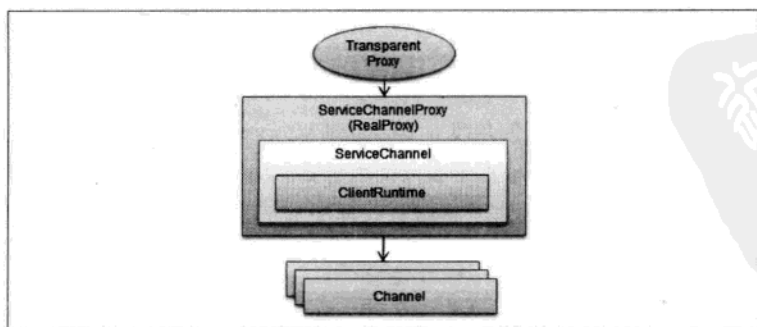 Transparent
Proxy
ServiceChannelProxy
(RealProxy)
ServiceChannel
ClientRuntime
Channel